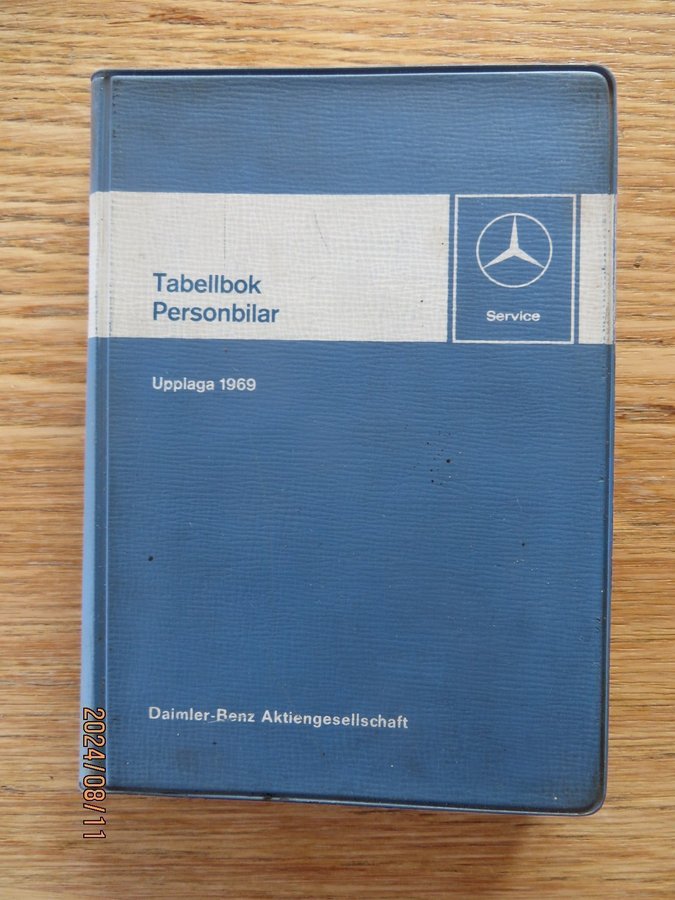 Tabellbok
Personbilar
Service
Upplaga 1969
Daimler-Benz Aktiengesellschaft
2024/08/11